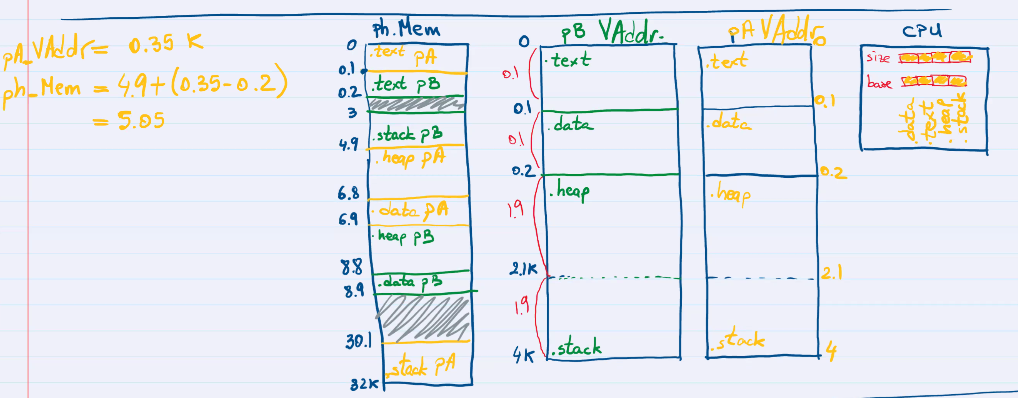 pA_VAddr = 0.35 K
ph_Mem = 4.9+(0.35-0.2)
= 5.05
ph.Mem
0
.text pA
0.1
.text pB
0.2
3
.stack pB
4.9
.heap pA
6.8
.data pA
6.9
.heap pB
8.8
.data pB
8.9
30.1
.stack pA
32K
pB VAddr.
0
.text
0.1
0.1
.data
0.1
0.2
.heap
1.9
2.1K
1.9
.stack
4K
pA VAddr.
0
.text
0.1
.data
0.2
.heap
2.1
.stack
4
CPU
size
base
.data
.text
heap
.stack